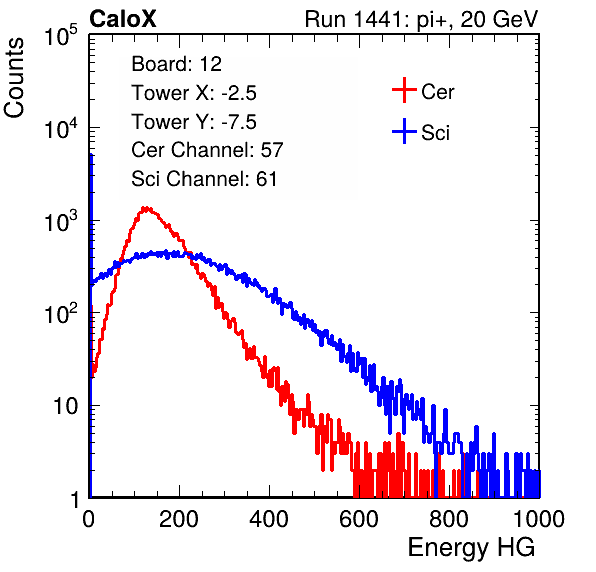 CaloX Run 1441: pi+, 20 GeV
Counts
Board: 12
Tower X: -2.5
Tower Y: -7.5
Cer Channel: 57
Sci Channel: 61
Cer
Sci
10^5
10^4
10^3
10^2
10
1
0 200 400 600 800 1000
Energy HG